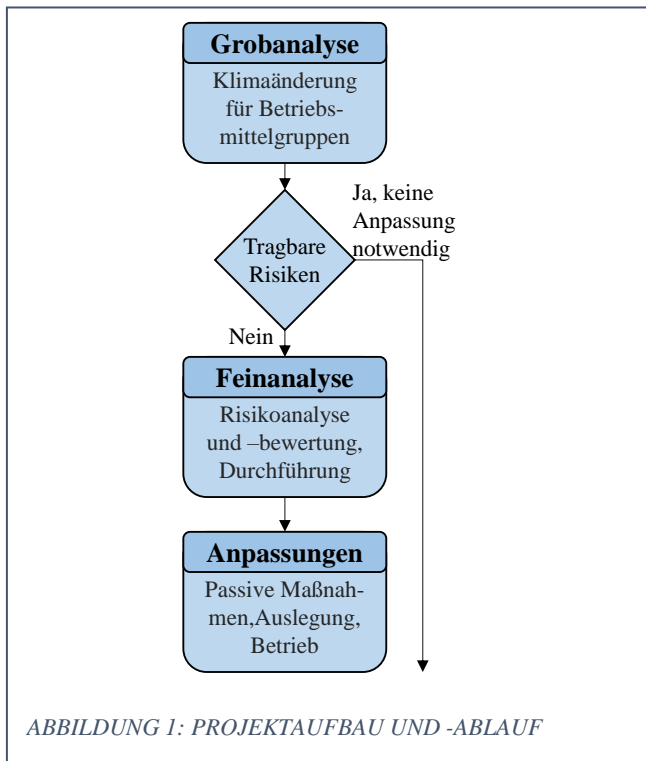 Grobanalyse
Klimaänderung
für Betriebs-
mittelgruppen
Ja, keine
Anpassung
notwendig
Tragbare
Risiken
Nein
Feinanalyse
Risikoanalyse
und –bewertung,
Durchführung
Anpassungen
Passive Maßnah-
men,Auslegung,
Betrieb
ABBILDUNG 1: PROJEKTAUFBAU UND -ABLAUF